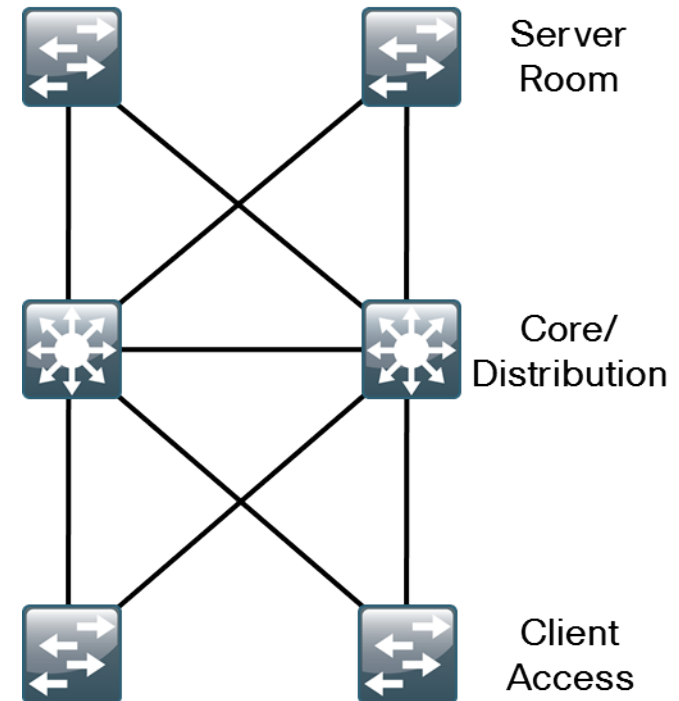 Server
Room
Core/
Distribution
Client
Access